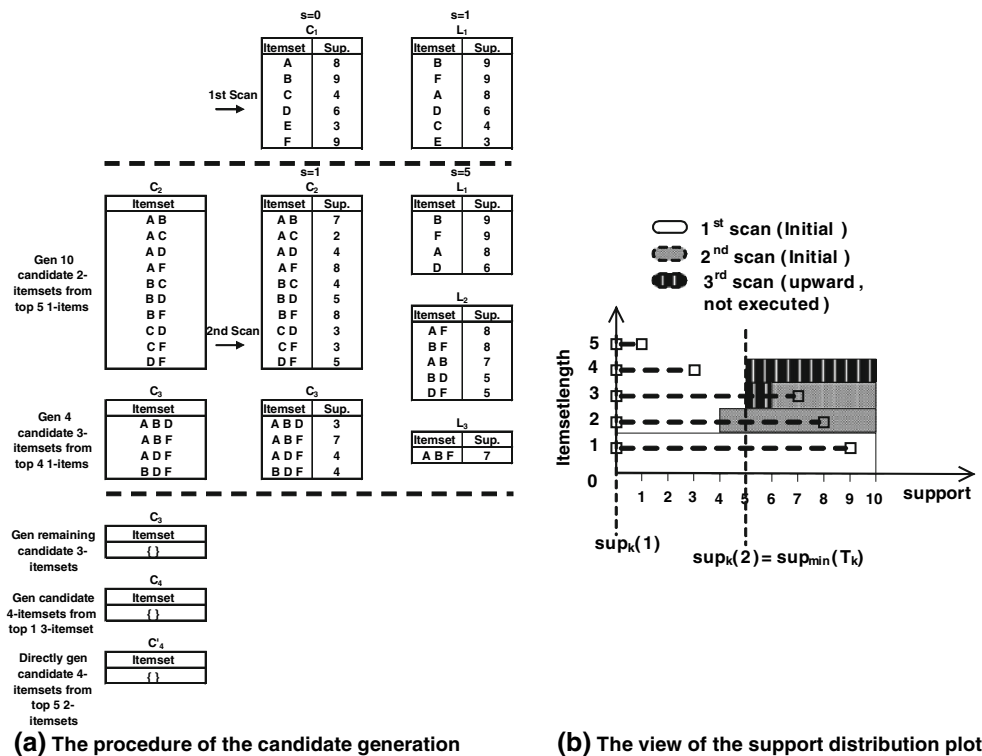 s=0
C1
Itemset Sup.
A 8
B 9
C 4
D 6
E 3
F 9
1st Scan
s=1
L1
Itemset Sup.
B 9
F 9
A 8
D 6
C 4
E 3
Gen 10
candidate 2-
itemsets from
top 5 1-items
C2
Itemset
A B
A C
A D
A F
B C
B D
B F
C D
C F
D F
2nd Scan
s=1
C2
Itemset Sup.
A B 7
A C 2
A D 4
A F 8
B C 4
B D 5
B F 8
C D 3
C F 3
D F 5
s=5
L1
Itemset Sup.
B 9
F 9
A 8
D 6
L2
Itemset Sup.
A F 8
B F 8
A B 7
B D 5
D F 5
Gen 4
candidate 3-
itemsets from
top 4 1-items
C3
Itemset
A B D
A B F
A D F
B D F
C3
Itemset Sup.
A B D 3
A B F 7
A D F 4
B D F 4
L3
Itemset Sup.
A B F 7
Gen remaining
candidate 3-
itemsets
C3
Itemset
{ }
Gen candidate
4-itemsets from
top 1 3-itemset
C4
Itemset
{ }
Directly gen
candidate 4-
itemsets from
top 5 2-
itemsets
C'4
Itemset
{ }
(a) The procedure of the candidate generation
1st scan (Initial )
2nd scan (Initial )
3rd scan (upward ,
not executed )
Itemsetlength
5
4
3
2
1
0
1 2 3 4 5 6 7 8 9 10
support
supk(1)
supk(2)=supmin(Tk)
(b) The view of the support distribution plot